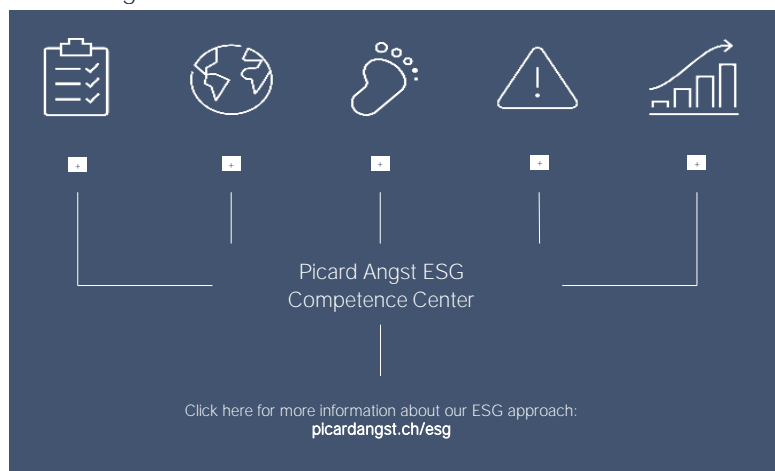 + + + + +
Picard Angst ESG
Competence Center
Click here for more information about our ESG approach:
picardangst.ch/esg